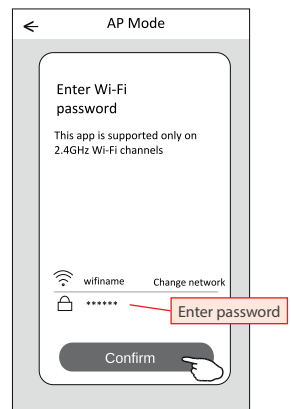 AP Mode
Enter Wi-Fi
password
This app is supported only on
2.4GHz Wi-Fi channels
wifiname Change network
****** Enter password
Confirm